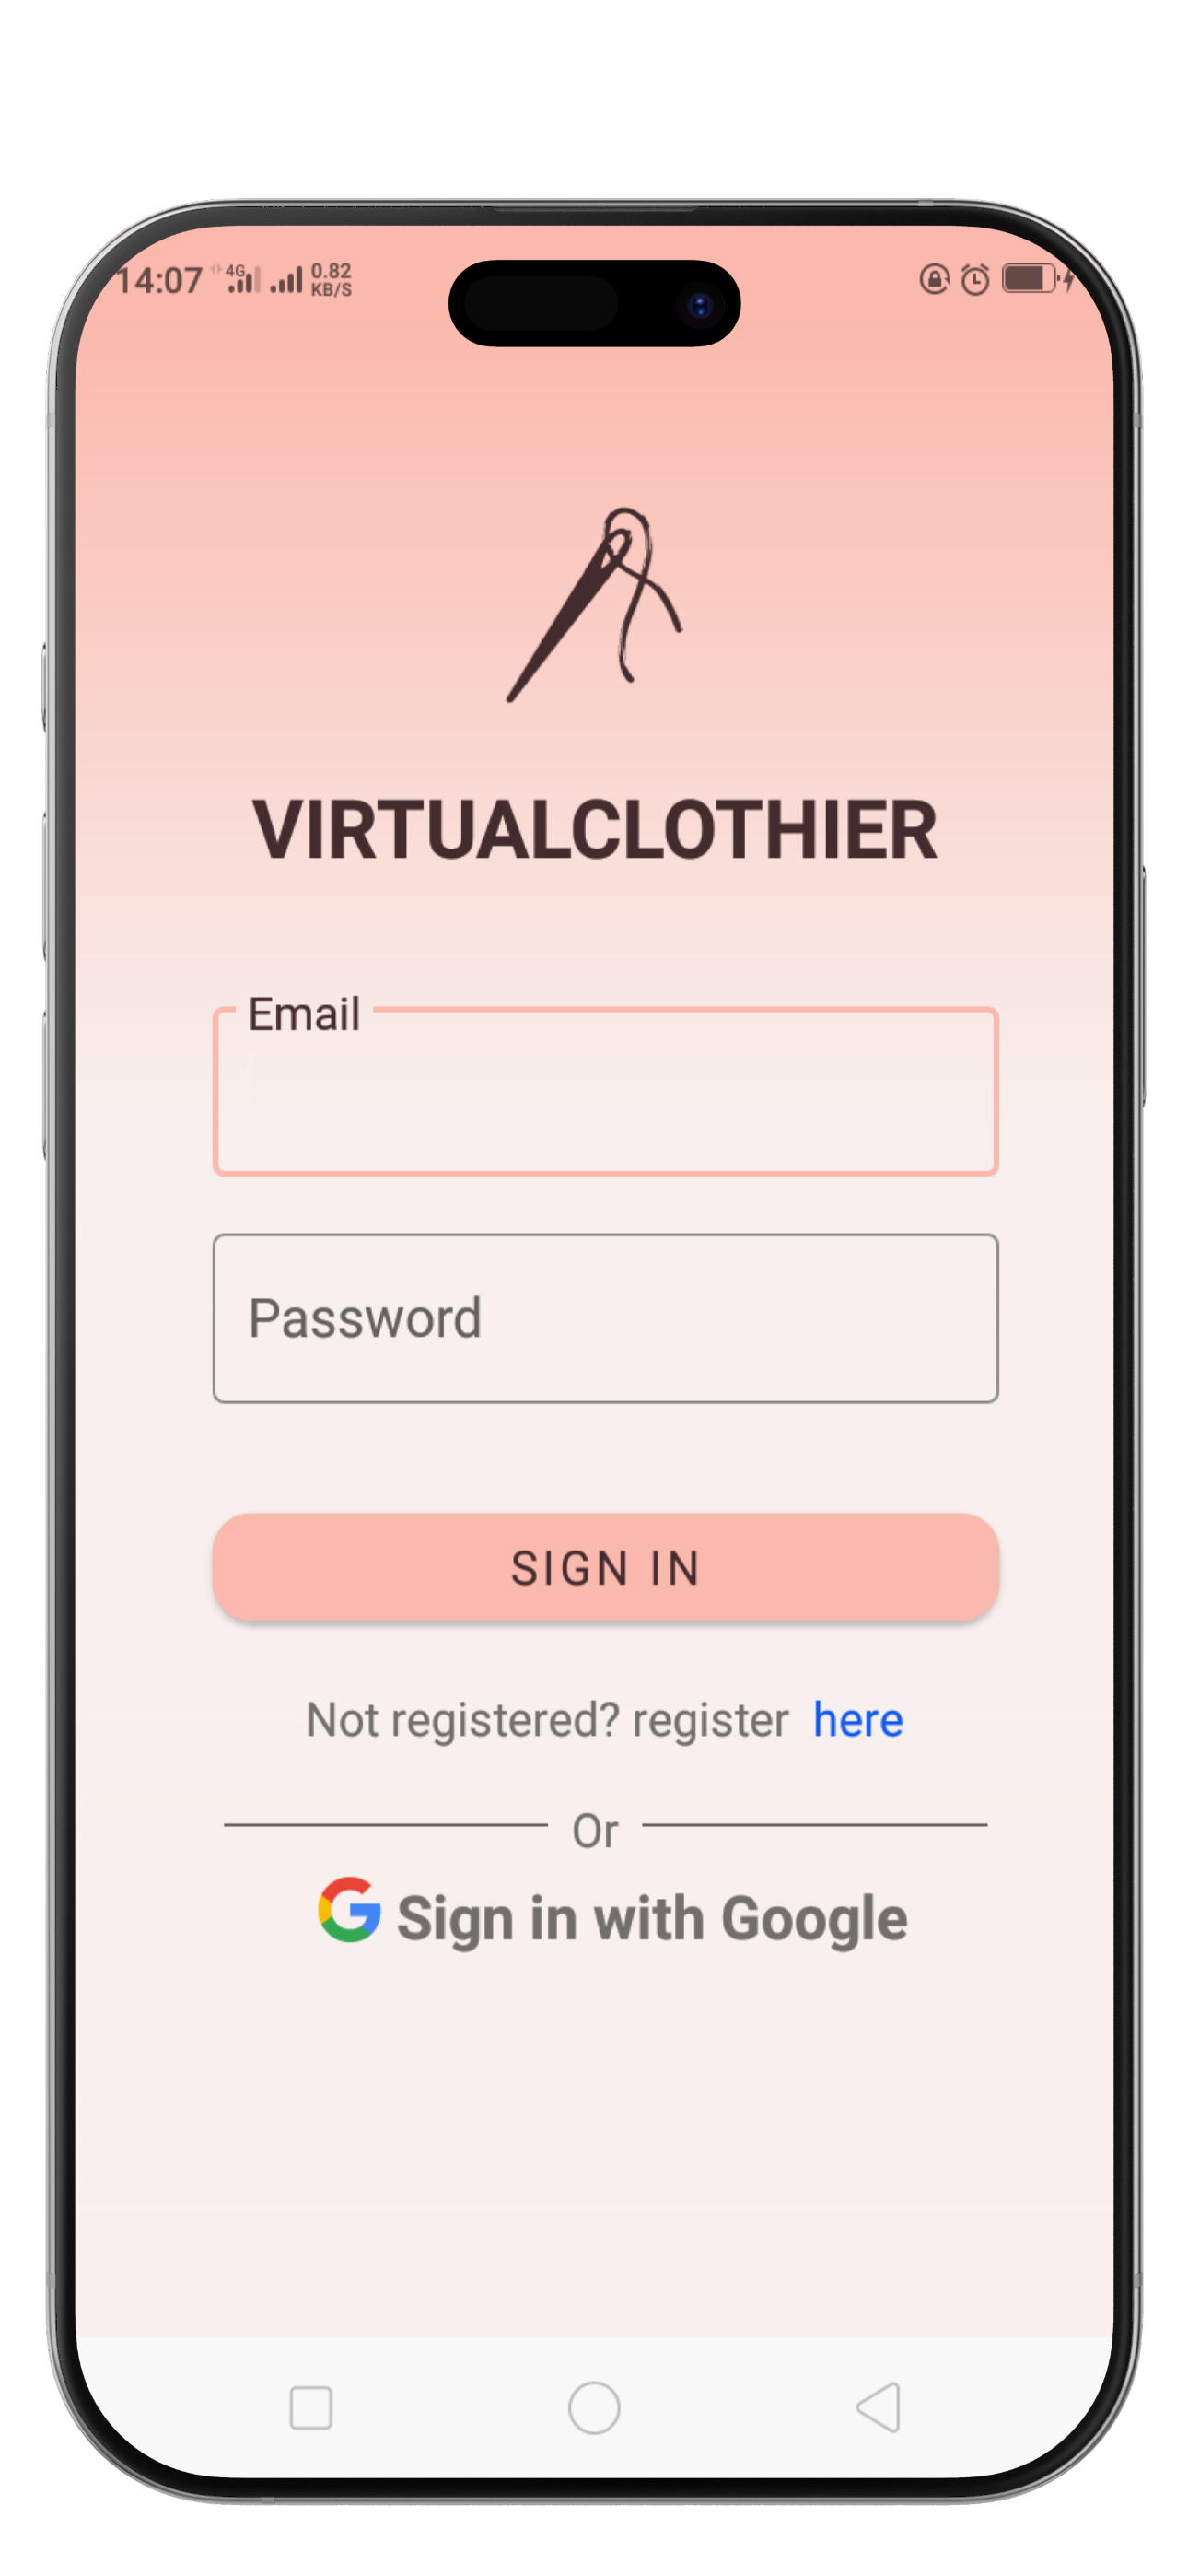 14:07 4G 0.82 KB/S
VIRTUALCLOTHIER
Email
Password
SIGN IN
Not registered? register here
Or
Sign in with Google